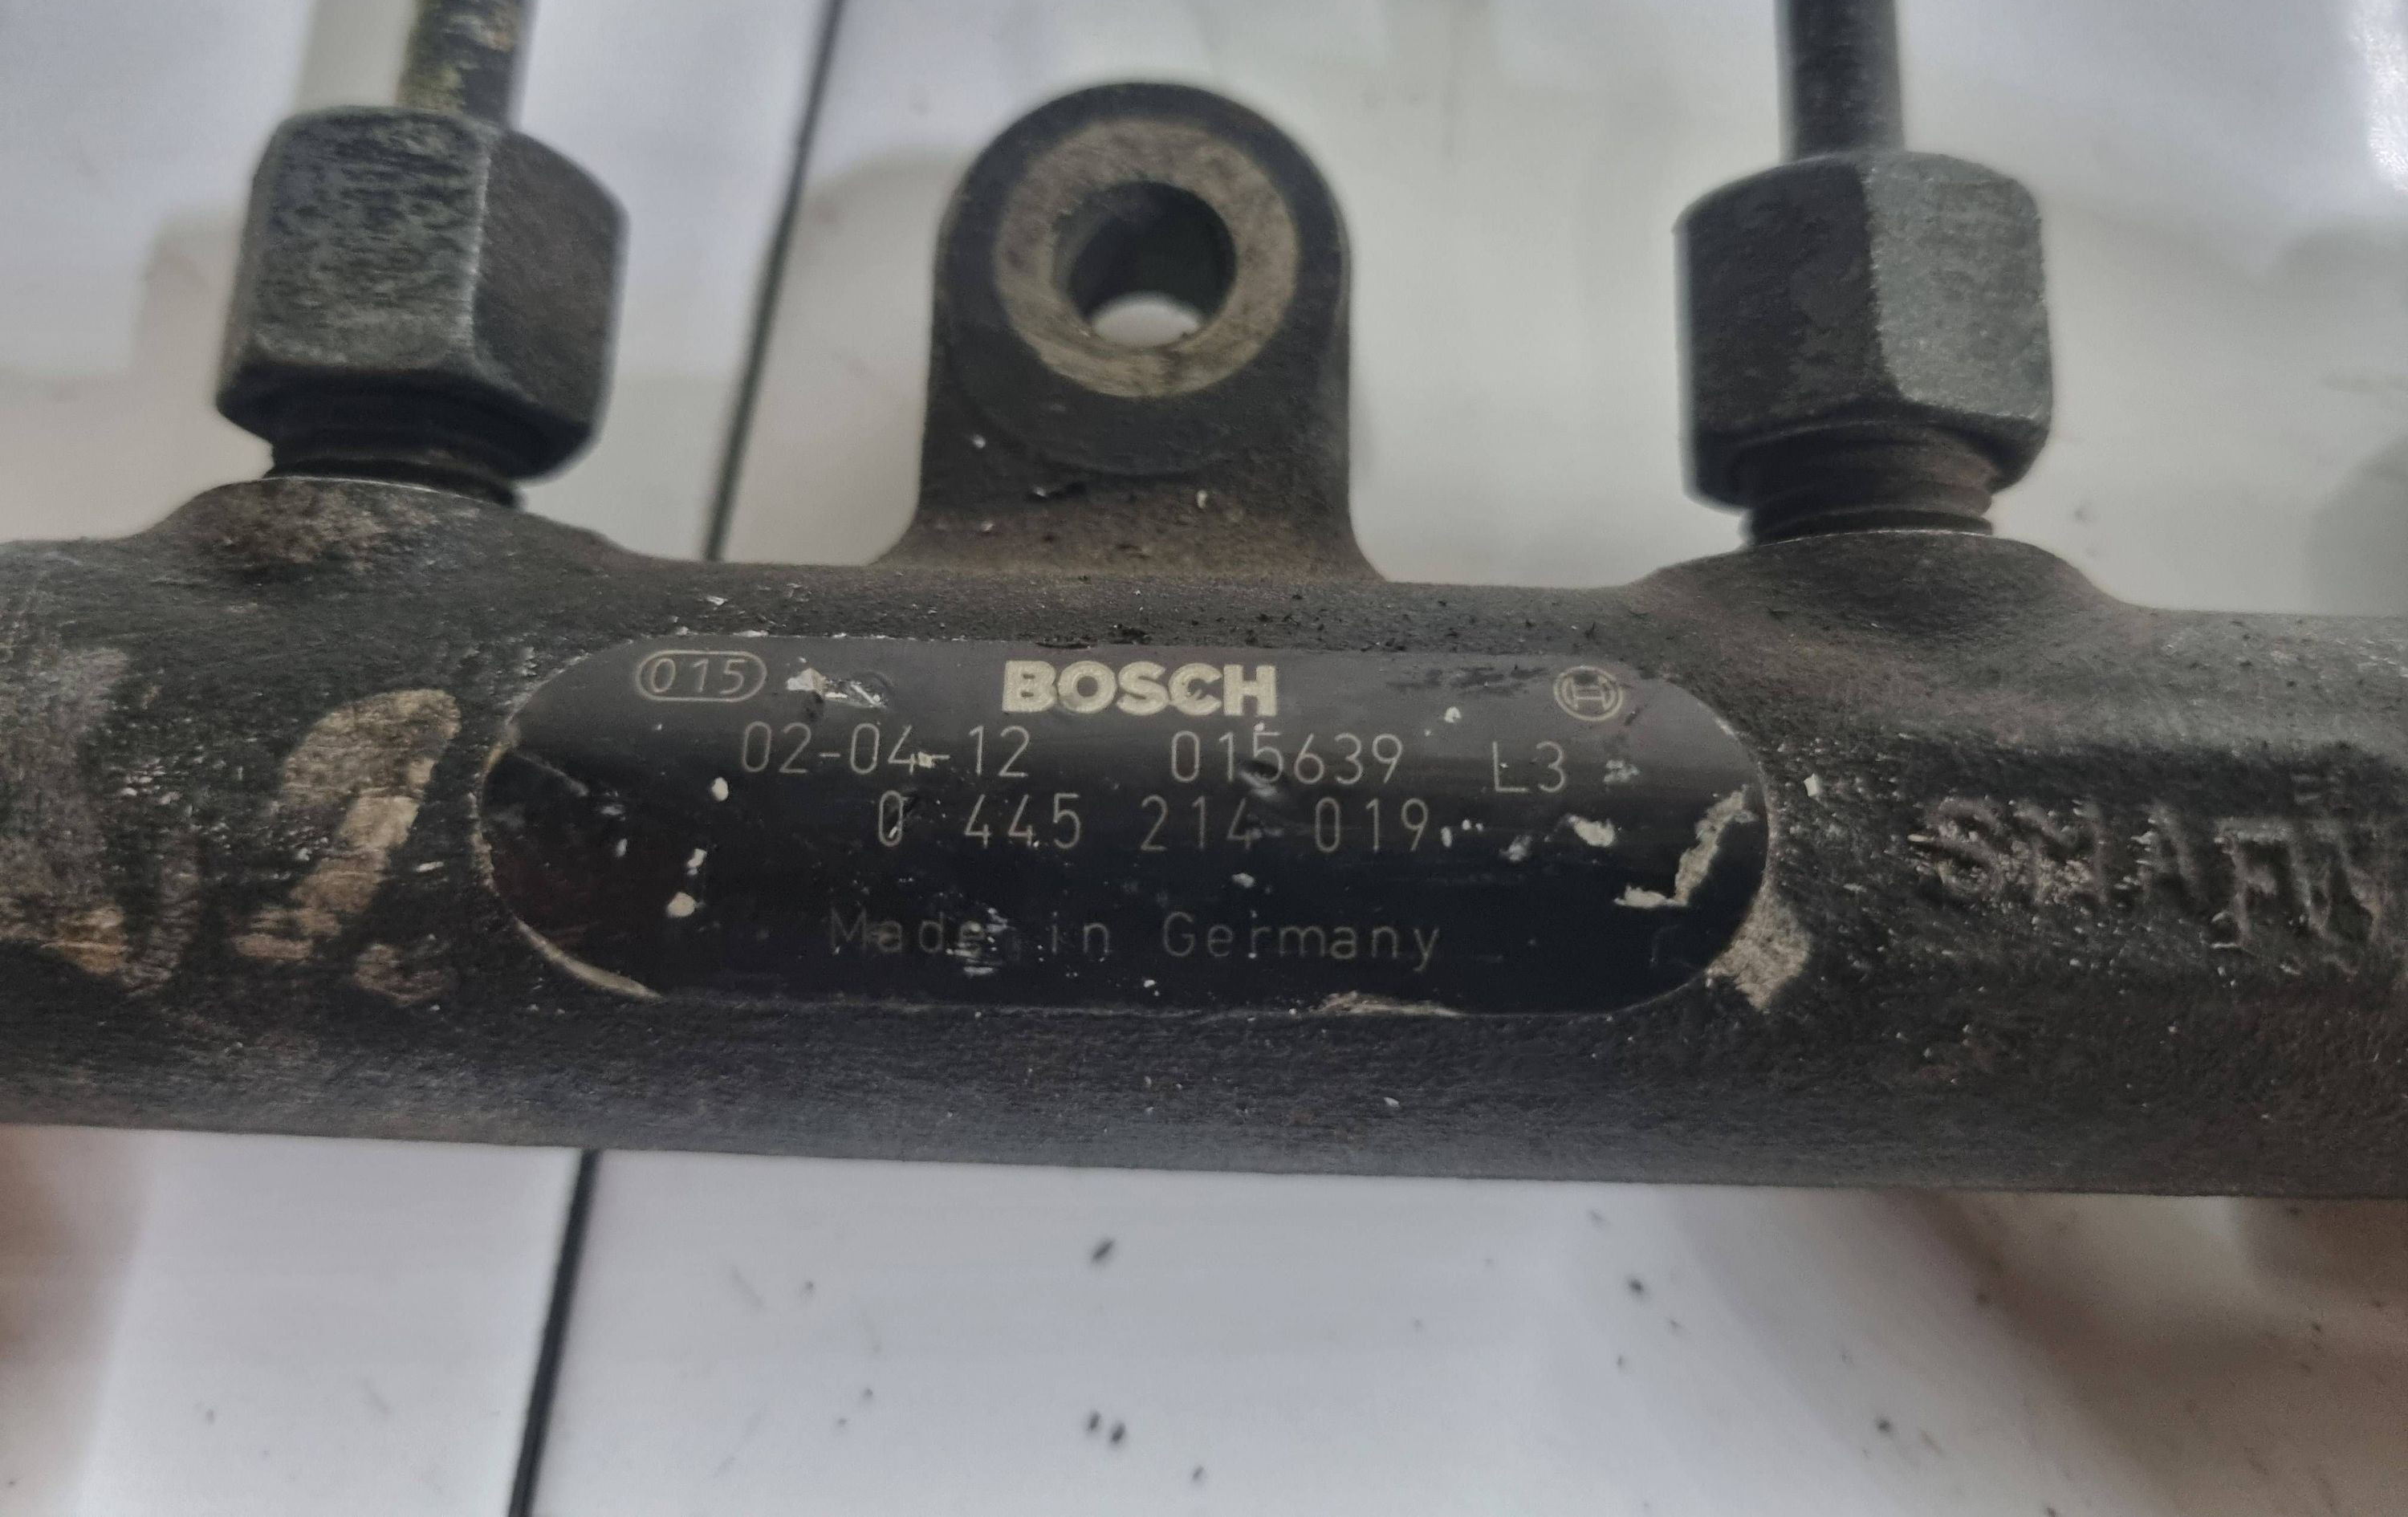 015 BOSCH
02-04-12 015639 L3
0 445 214 019
Made in Germany